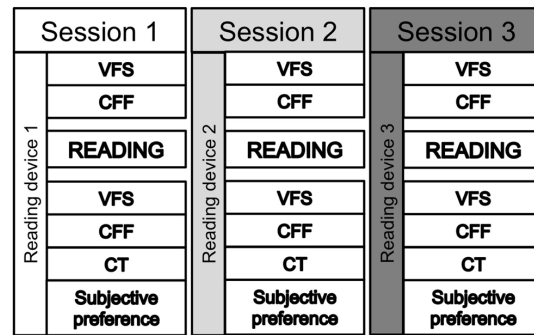 Session 1
Reading device 1
VFS
CFF
READING
VFS
CFF
CT
Subjective
preference
Session 2
Reading device 2
VFS
CFF
READING
VFS
CFF
CT
Subjective
preference
Session 3
Reading device 3
VFS
CFF
READING
VFS
CFF
CT
Subjective
preference